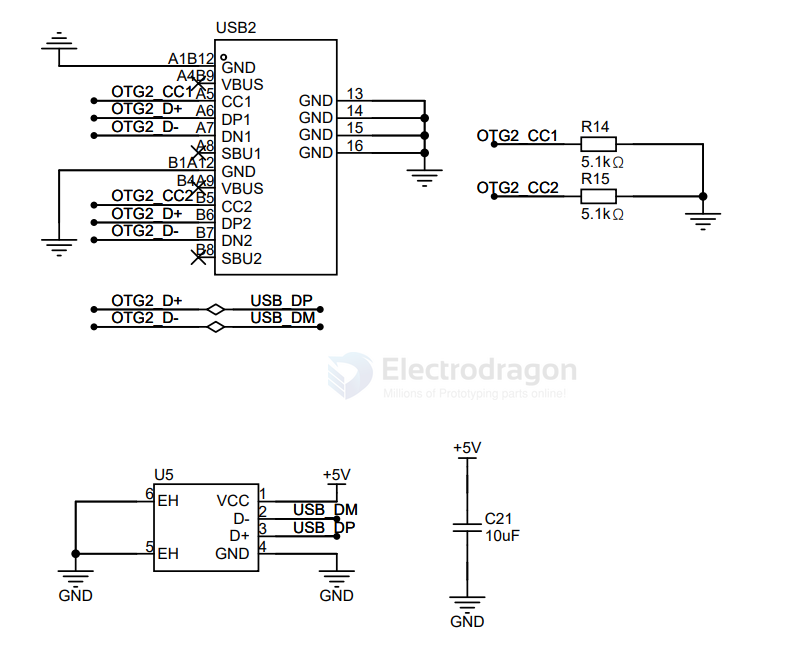 USB2
A1B12 GND
A4B9 VBUS
OTG2_CC1 A5 CC1 GND 13
OTG2_D+ A6 DP1 GND 14
OTG2_D- A7 DN1 GND 15
A8 SBU1 GND 16
B1A12 GND
B4A9 VBUS
OTG2_CC2 B5 CC2
OTG2_D+ B6 DP2
OTG2_D- B7 DN2
B8 SBU2
OTG2_CC1 R14
5.1kΩ
OTG2_CC2 R15
5.1kΩ
OTG2_D+ USB_DP
OTG2_D- USB_DM
Electrodragon
Millions of Prototyping parts online!
U5
+5V
6 EH VCC 1
D- 2 USB_DM
D+ 3 USB_DP
5 EH GND 4
GND
GND
+5V
C21
10uF
GND